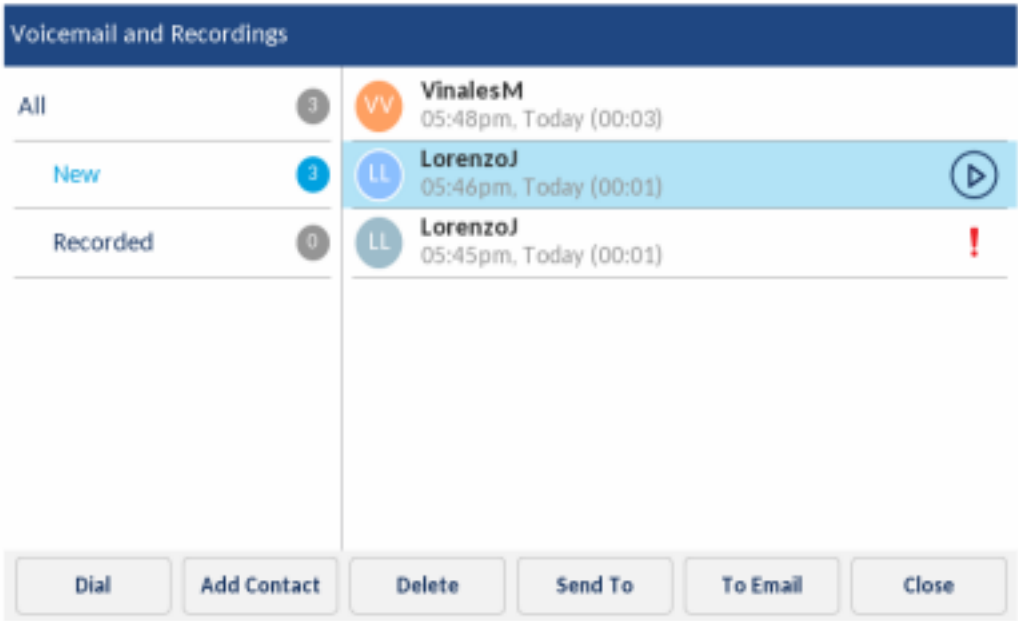 Voicemail and Recordings
All 3
New 3
Recorded 0
VV VinalesM
05:48pm, Today (00:03)
LL LorenzoJ
05:46pm, Today (00:01)
LL LorenzoJ
05:45pm, Today (00:01) !
Dial Add Contact Delete Send To To Email Close